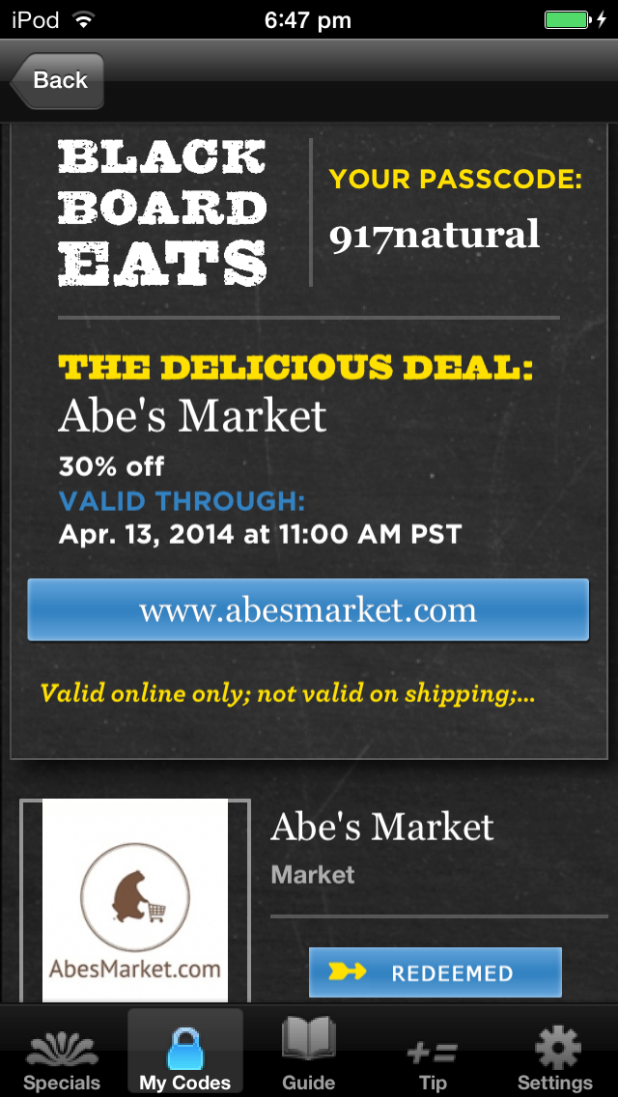 iPod 6:47 pm
Back
BLACK
BOARD
EATS
YOUR PASSCODE:
917natural
THE DELICIOUS DEAL:
Abe's Market
30% off
VALID THROUGH:
Apr. 13, 2014 at 11:00 AM PST
www.abesmarket.com
Valid online only; not valid on shipping;...
AbesMarket.com
Abe's Market
Market
REDEEMED
Specials My Codes Guide Tip Settings